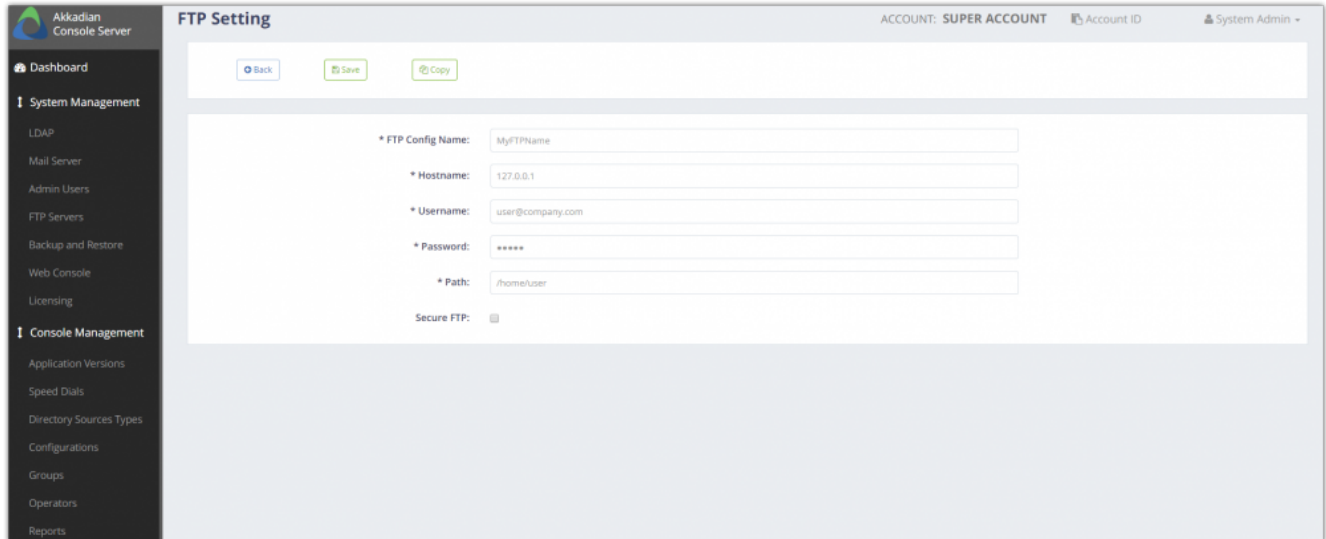 Akkadian
Console Server
FTP Setting
ACCOUNT: SUPER ACCOUNT
Account ID
System Admin
Dashboard
System Management
LDAP
Mail Server
Admin Users
FTP Servers
Backup and Restore
Web Console
Licensing
Console Management
Application Versions
Speed Dials
Directory Sources Types
Configurations
Groups
Operators
Reports
Back
Save
Copy
* FTP Config Name:
MyFTPName
* Hostname:
127.0.0.1
* Username:
user@company.com
* Password:
*****
* Path:
/home/user
Secure FTP: